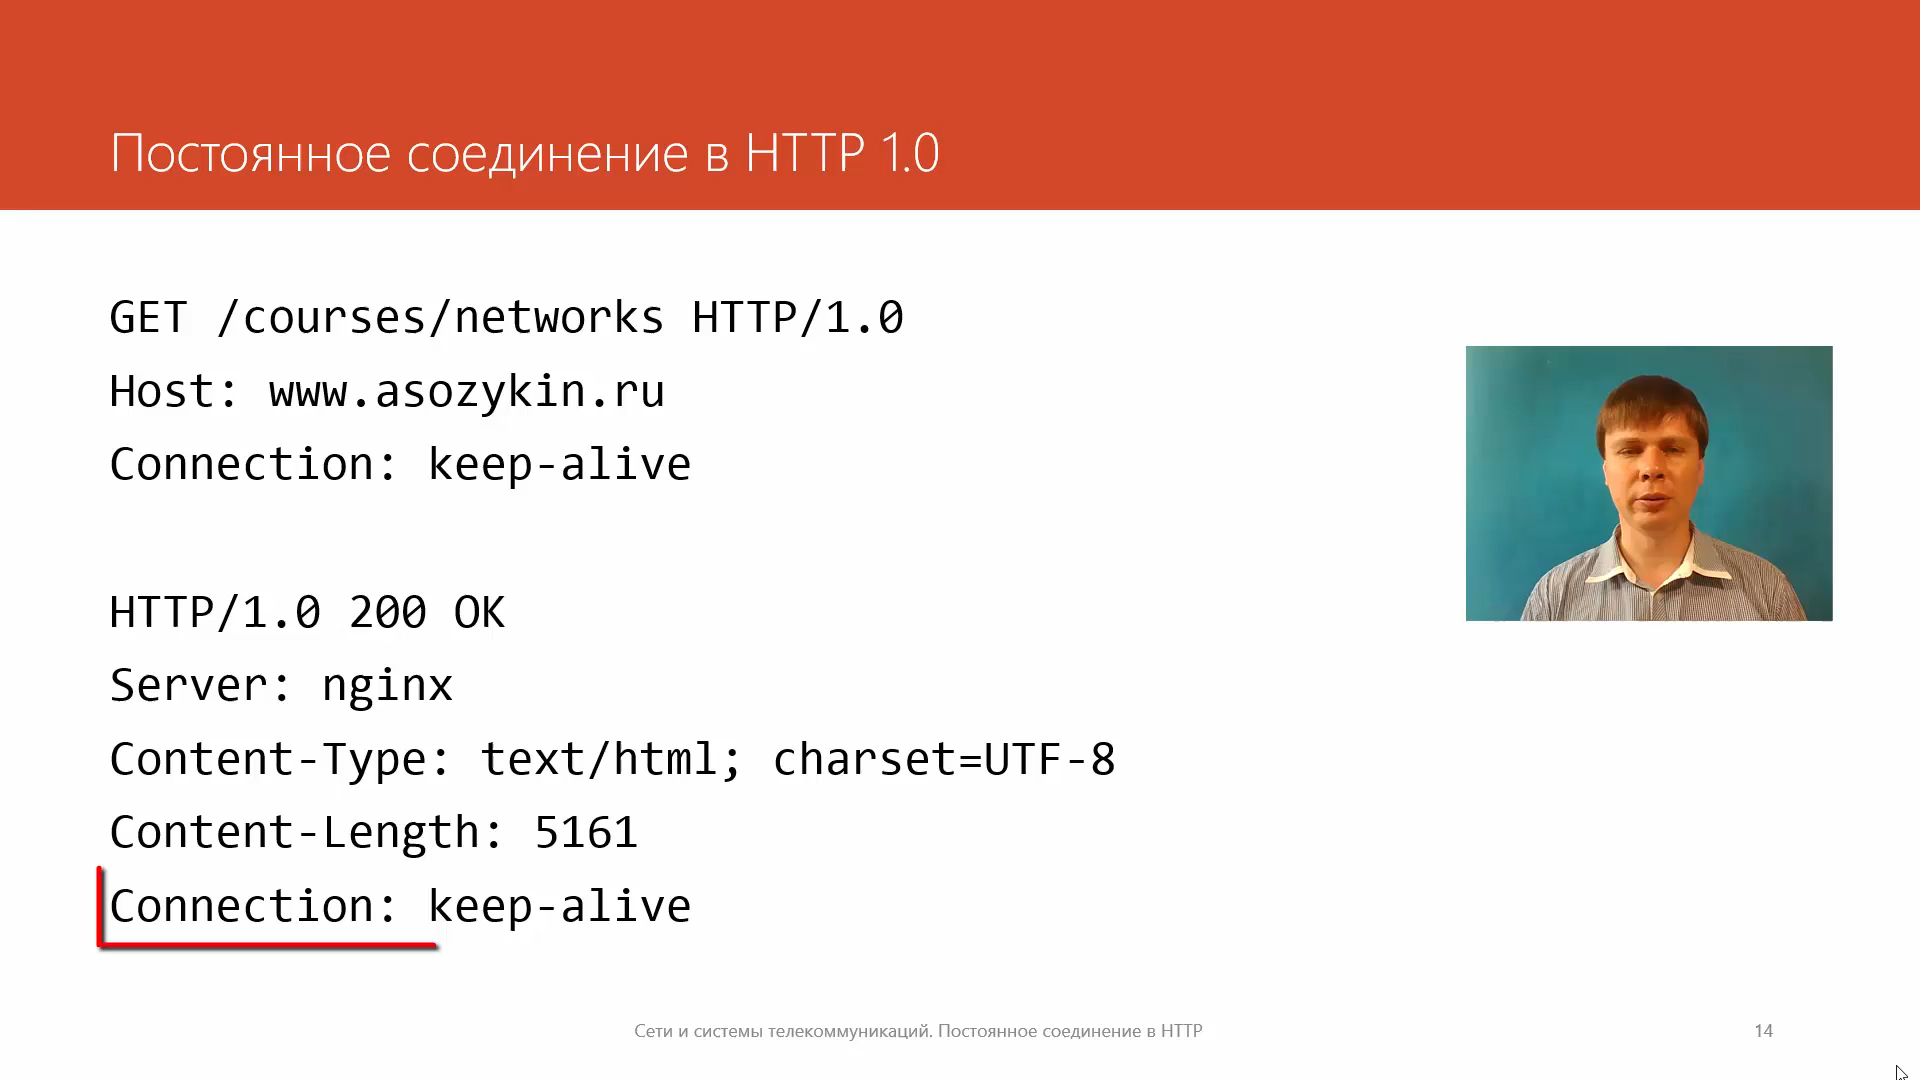 Постоянное соединение в HTTP 1.0
GET /courses/networks HTTP/1.0
Host: www.asozykin.ru
Connection: keep-alive
HTTP/1.0 200 OK
Server: nginx
Content-Type: text/html; charset=UTF-8
Content-Length: 5161
Connection: keep-alive
Сети и системы телекоммуникаций. Постоянное соединение в HTTP
14